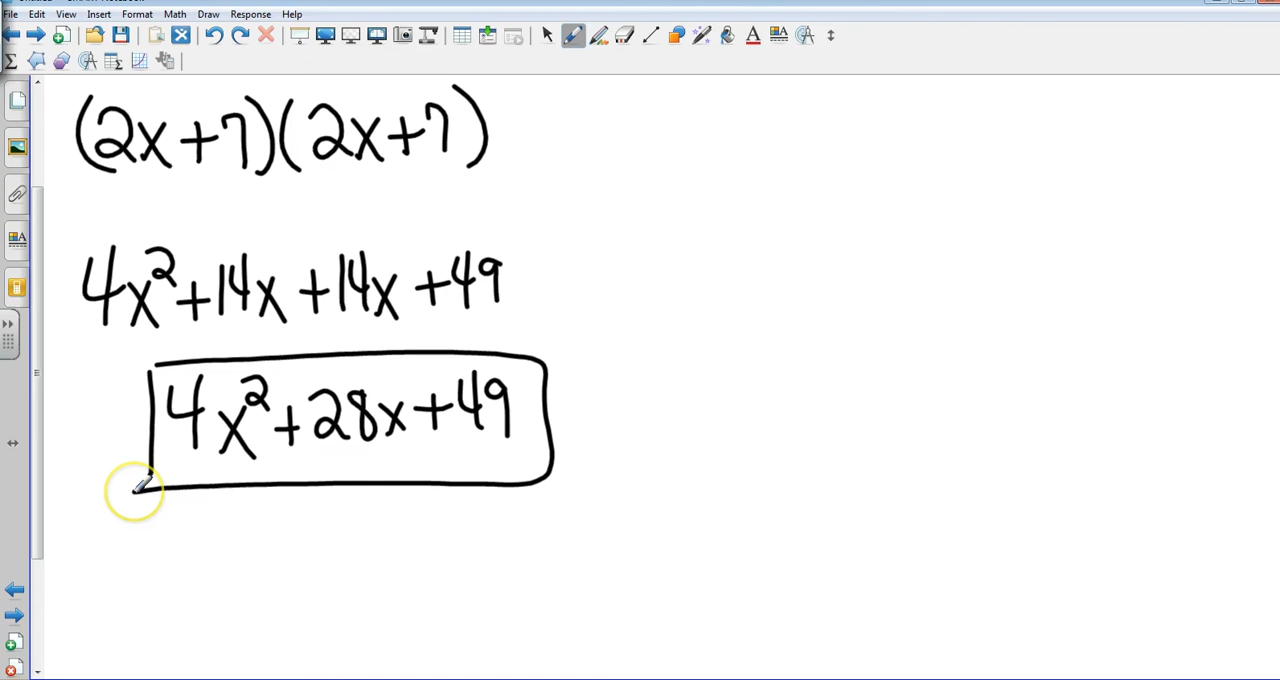 File Edit View Insert Format Math Draw Response Help
(2x+7)(2x+7)
4x²+14x+14x+49
4x²+28x+49